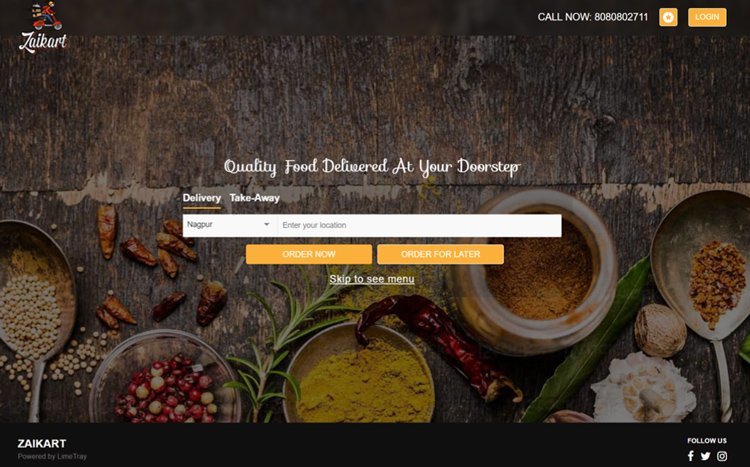 Zaikart
CALL NOW: 8080802711
LOGIN
Quality Food Delivered At Your Doorstep
Delivery Take-Away
Nagpur Enter your location
ORDER NOW ORDER FOR LATER
Skip to see menu
ZAIKART
Powered by LimeTray
FOLLOW US